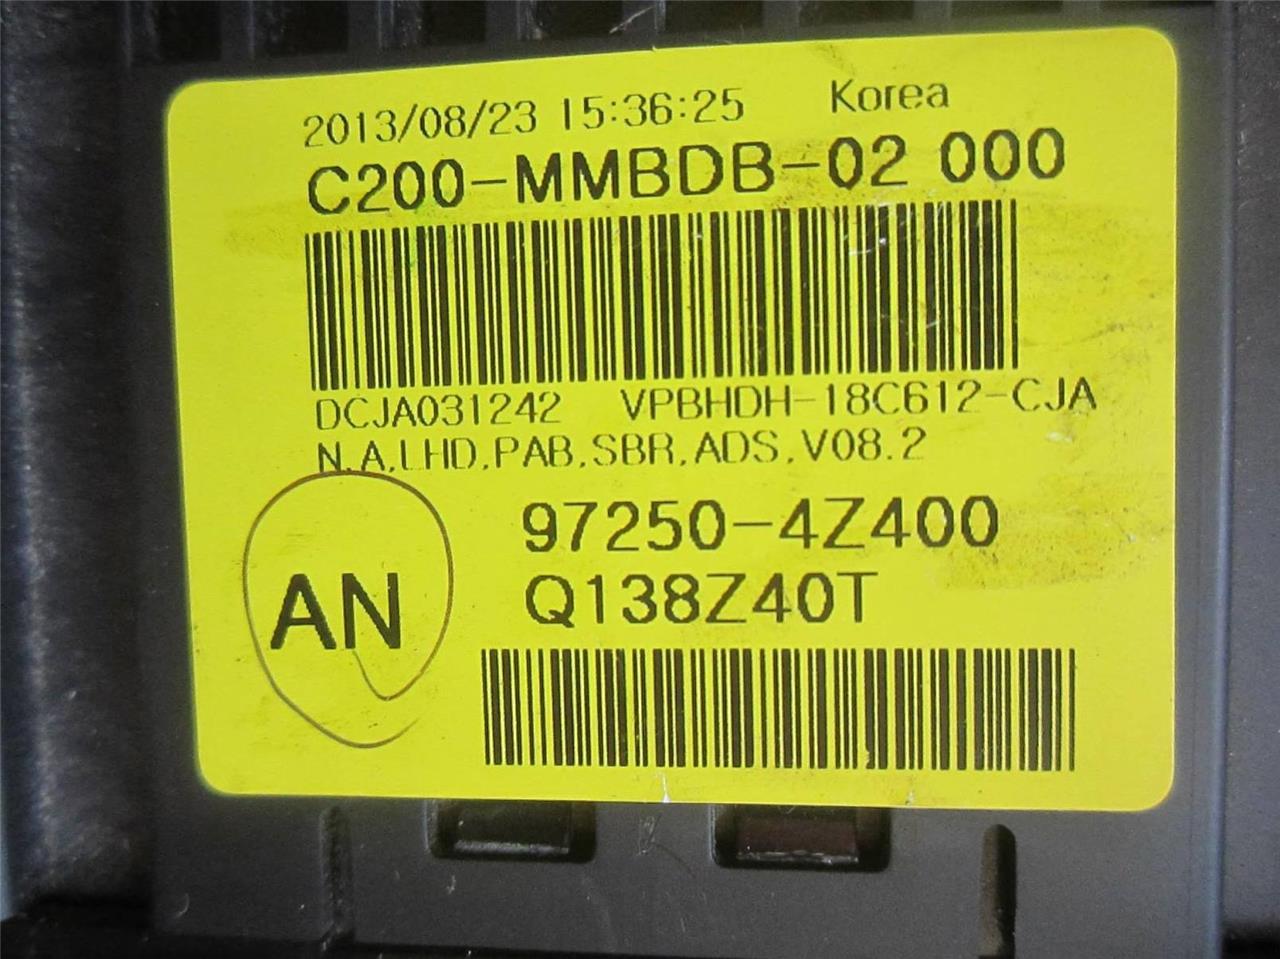 2013/08/23 15:36:25 Korea
C200-MMBDB-02 000
DCJA031242 VPBHDH-18C612-CJA
N.A,LHD,PAB,SBR,ADS,V08.2
97250-4Z400
AN
Q138Z40T